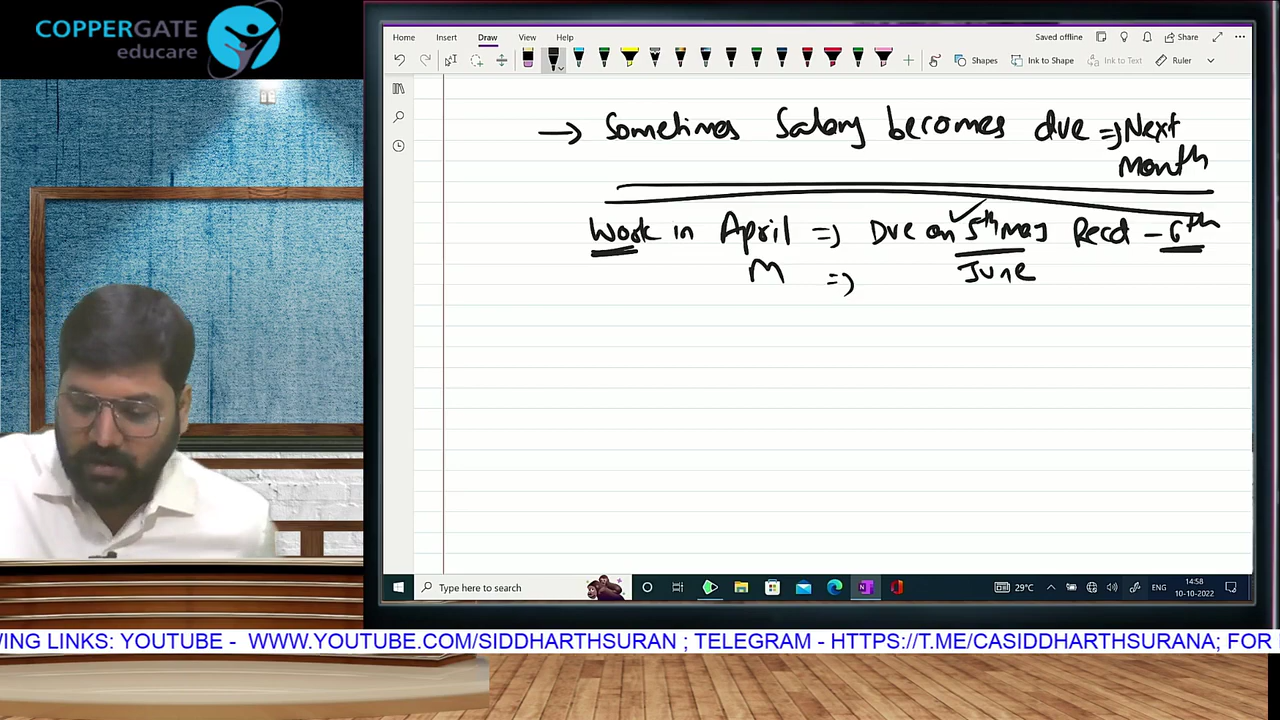 COPPERGATE
educare
Home Insert Draw View Help
Saved offline Share
Shapes Ink to Shape Ink to Text Ruler
→ Sometimes Salary becomes due ⇒ Next
Month
Work in April ⇒ Due on 5th May Recd - 6th
M ⇒ June
Type here to search
29°C ENG 14:58
10-10-2022
WING LINKS: YOUTUBE - WWW.YOUTUBE.COM/SIDDHARTHSURAN ; TELEGRAM - HTTPS://T.ME/CASIDDHARTHSURANA; FOR